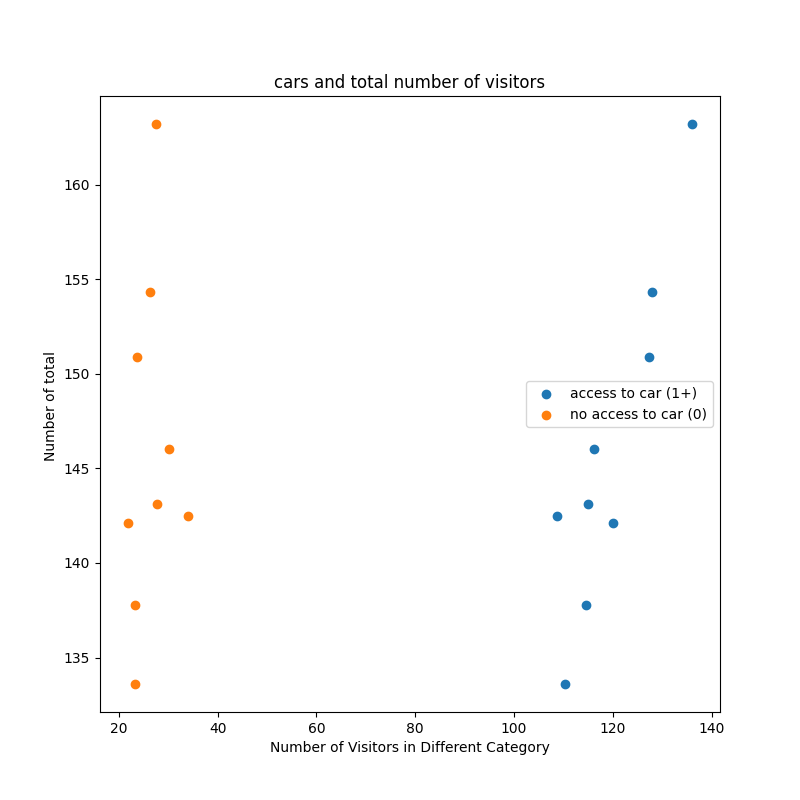 cars and total number of visitors
160
155
150
145
140
135
Number of total
access to car (1+)
no access to car (0)
20 40 60 80 100 120 140
Number of Visitors in Different Category